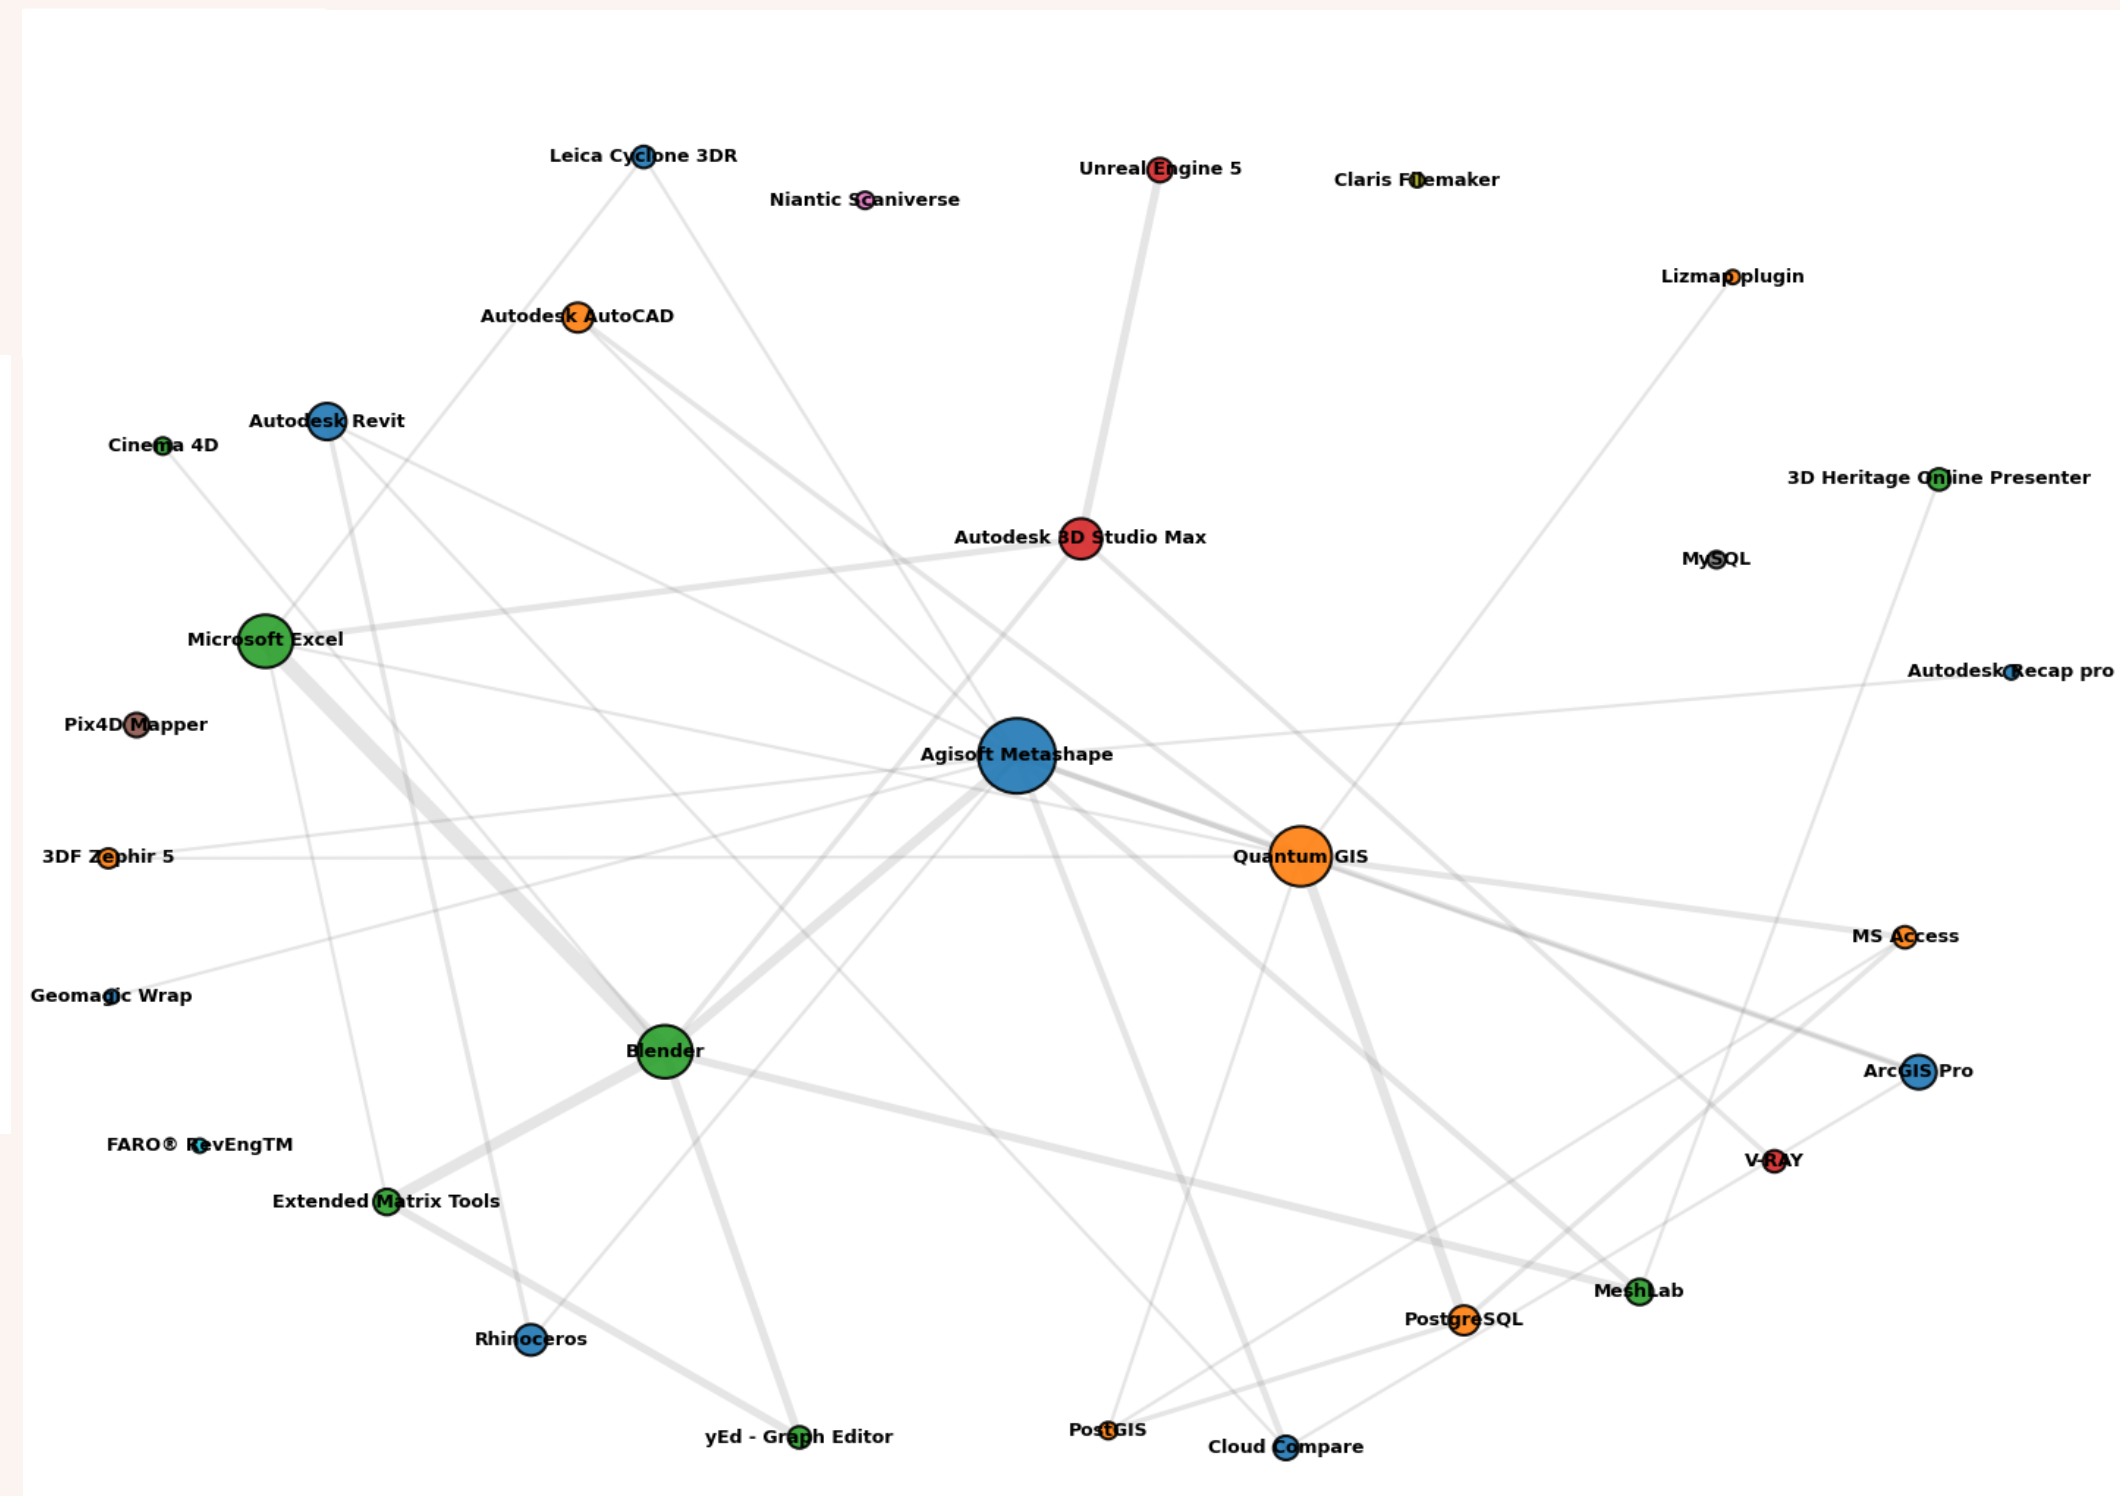 Leica Cyclone 3DR
Unreal Engine 5
Claris Filemaker
Niantic Scaniverse
Lizmap plugin
Autodesk AutoCAD
Autodesk Revit
Cinema 4D
3D Heritage Online Presenter
Autodesk 3D Studio Max
MySQL
Microsoft Excel
Autodesk Recap pro
Pix4D Mapper
Agisoft Metashape
3DF Zephir 5
Quantum GIS
MS Access
Geomagic Wrap
Blender
ArcGIS Pro
FARO® RevEngTM
V-RAY
Extended Matrix Tools
MeshLab
PostgreSQL
Rhinoceros
PostGIS
yEd - Graph Editor
Cloud Compare